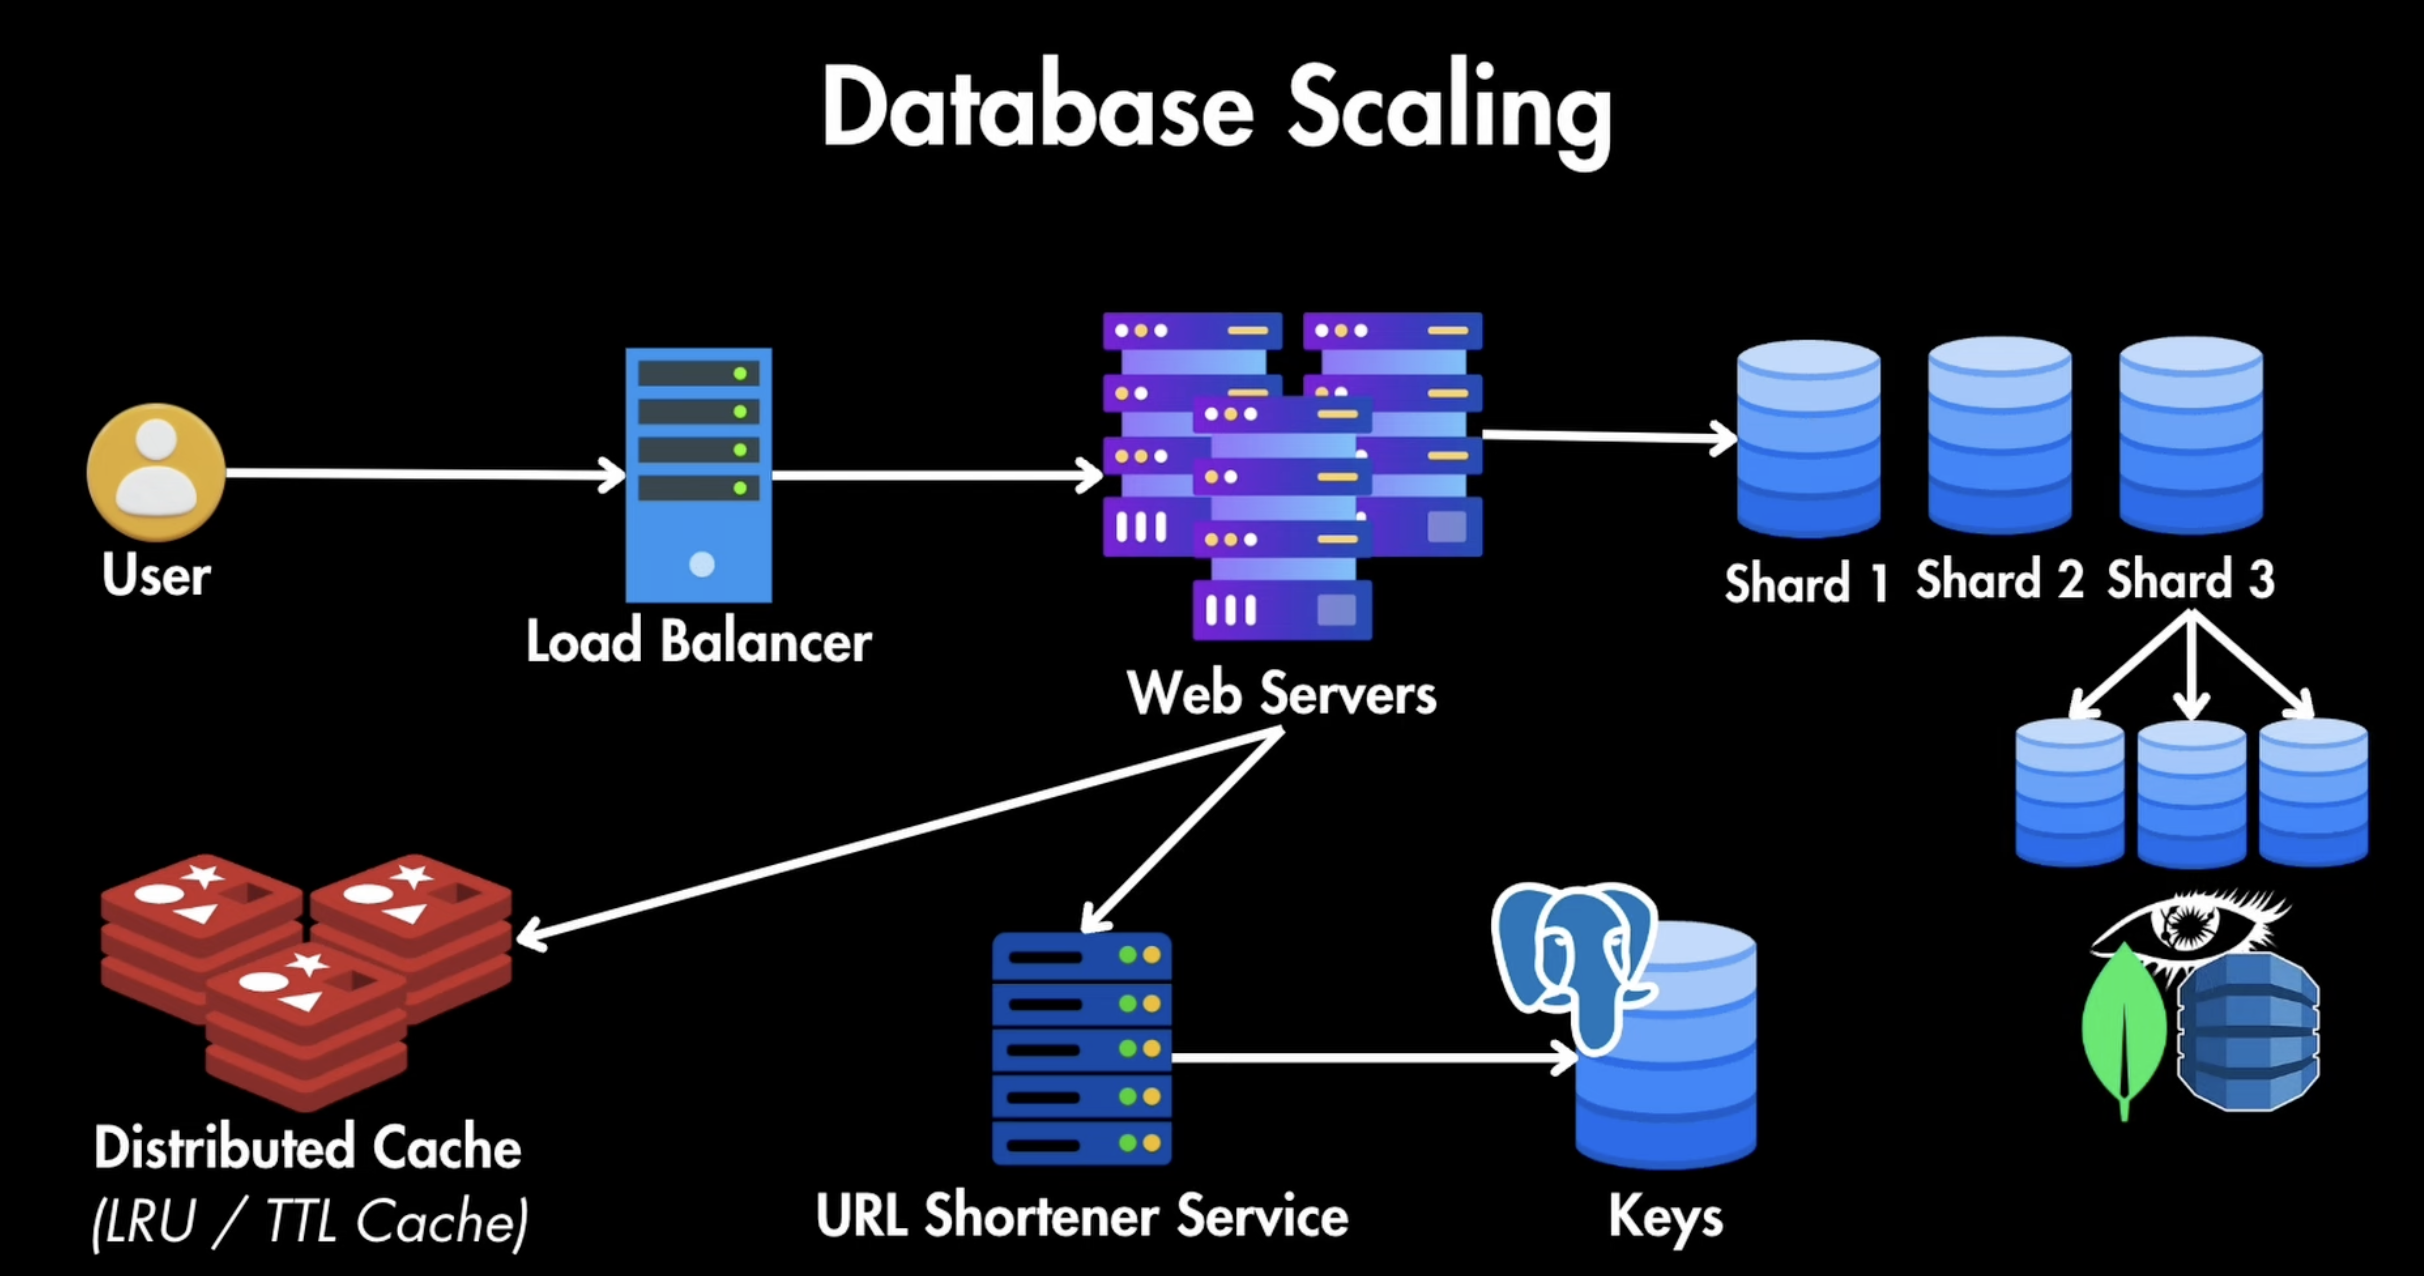 Database Scaling
User
Load Balancer
Web Servers
Shard 1
Shard 2
Shard 3
Distributed Cache
(LRU / TTL Cache)
URL Shortener Service
Keys